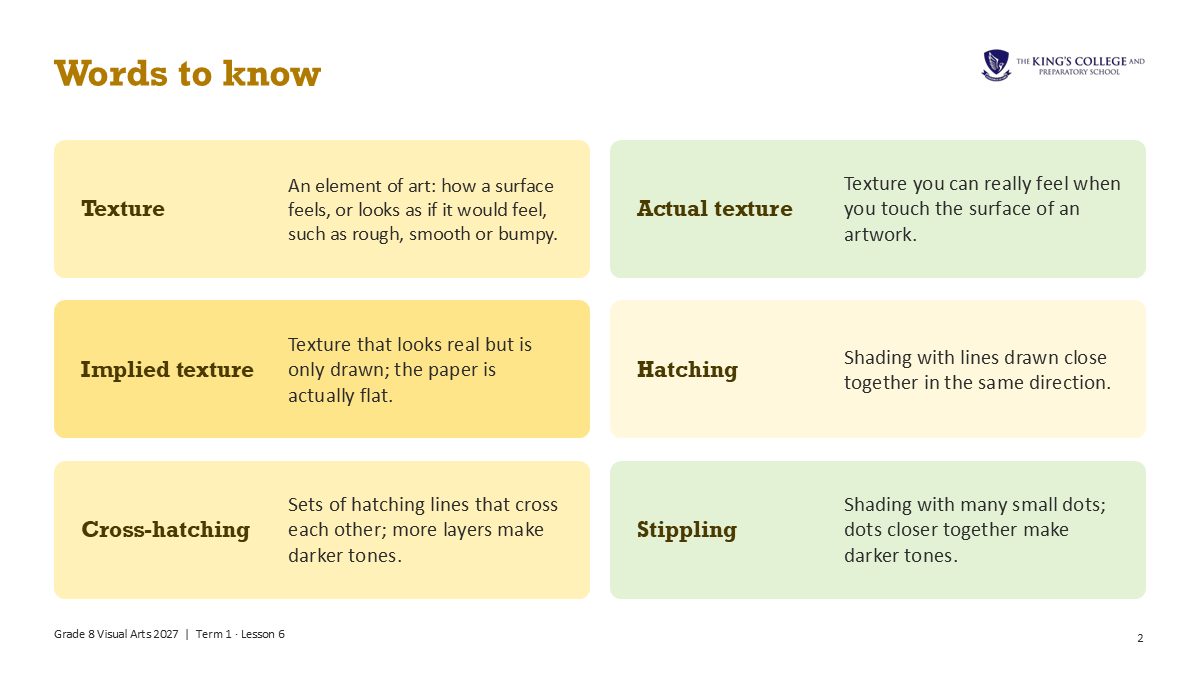 Words to know
THE KING'S COLLEGE AND
PREPARATORY SCHOOL
Texture
An element of art: how a surface
feels, or looks as if it would feel,
such as rough, smooth or bumpy.
Actual texture
Texture you can really feel when
you touch the surface of an
artwork.
Implied texture
Texture that looks real but is
only drawn; the paper is
actually flat.
Hatching
Shading with lines drawn close
together in the same direction.
Cross-hatching
Sets of hatching lines that cross
each other; more layers make
darker tones.
Stippling
Shading with many small dots;
dots closer together make
darker tones.
Grade 8 Visual Arts 2027 | Term 1 · Lesson 6
2